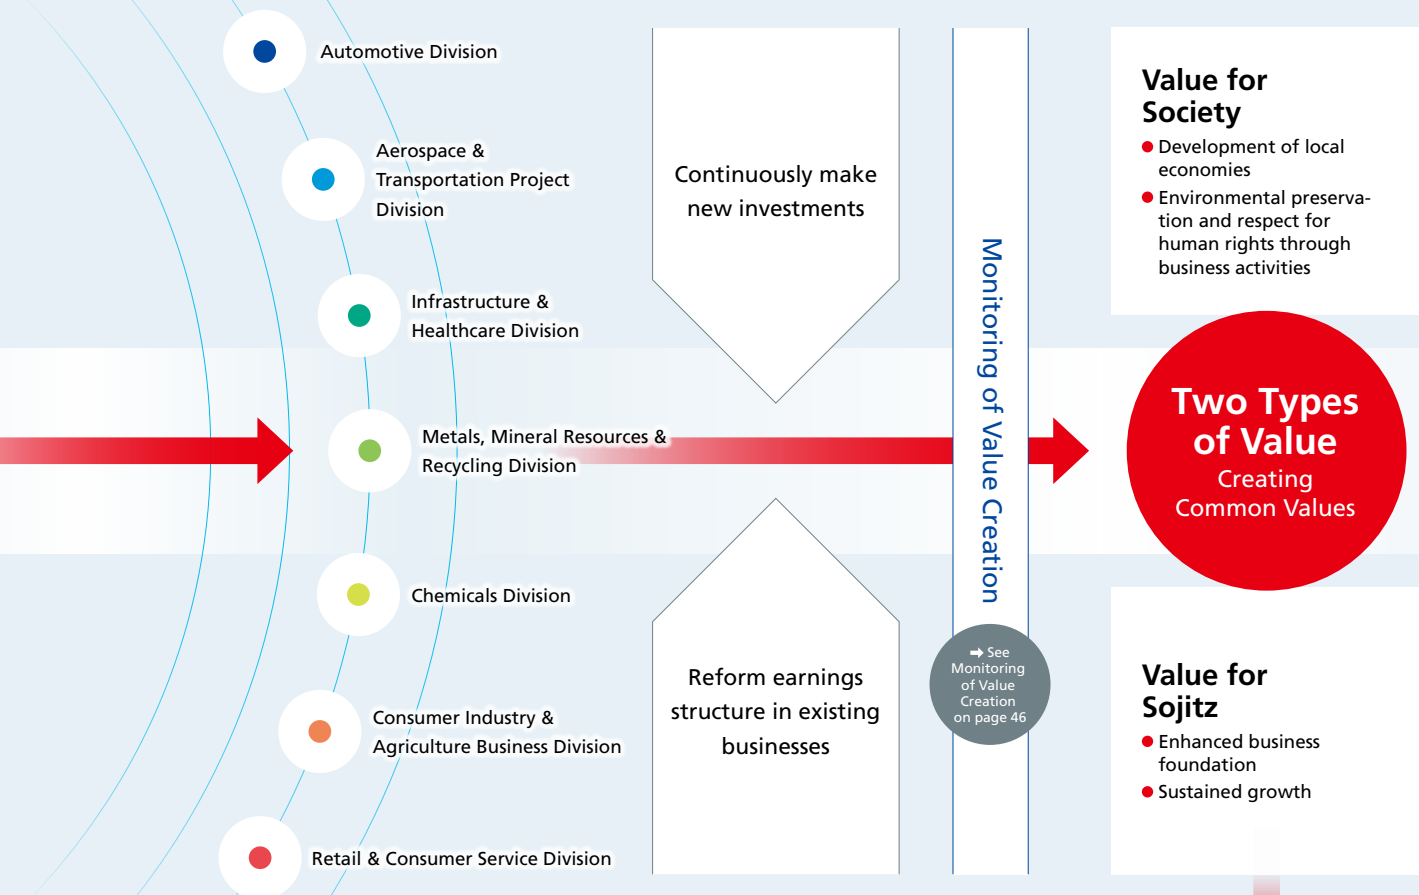 Automotive Division
Aerospace &
Transportation Project
Division
Infrastructure &
Healthcare Division
Metals, Mineral Resources &
Recycling Division
Chemicals Division
Consumer Industry &
Agriculture Business Division
Retail & Consumer Service Division
Continuously make
new investments
Reform earnings
structure in existing
businesses
Monitoring of Value Creation
➡ See
Monitoring
of Value
Creation
on page 46
Value for
Society
● Development of local
economies
● Environmental preserva-
tion and respect for
human rights through
business activities
Two Types
of Value
Creating
Common Values
Value for
Sojitz
● Enhanced business
foundation
● Sustained growth